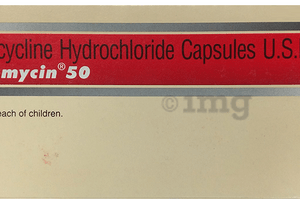 cycline Hydrochloride Capsules U.S.
mycin® 50
each of children.
1mg